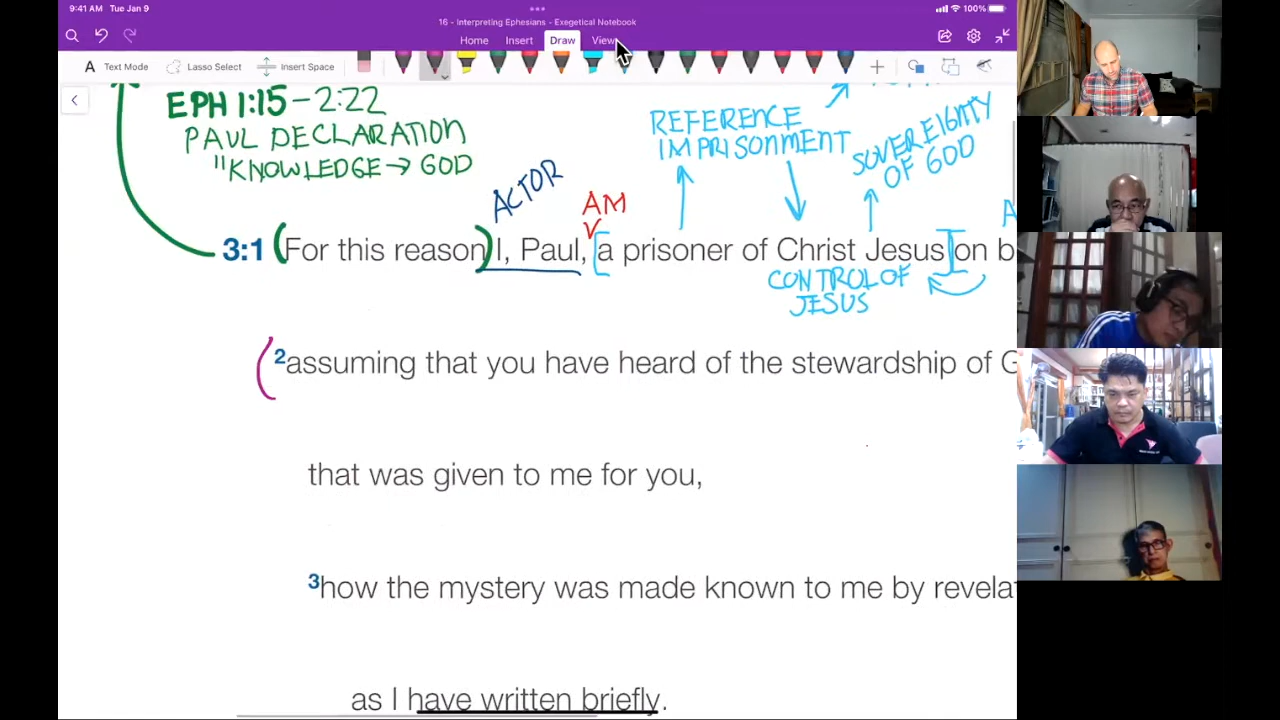 9:41 AM Tue Jan 9
100%
16 - Interpreting Ephesians - Exegetical Notebook
Home Insert Draw View
A Text Mode Lasso Select Insert Space
EPH 1:15-2:22
PAUL DECLARATION
"KNOWLEDGE → GOD
REFERENCE
IMPRISONMENT
SOVEREIGNTY
OF GOD
ACTOR
AM
3:1 (For this reason) I, Paul, [a prisoner of Christ Jesus] on b
CONTROL OF
JESUS
(2assuming that you have heard of the stewardship of G
that was given to me for you,
3how the mystery was made known to me by revelat
as I have written briefly.